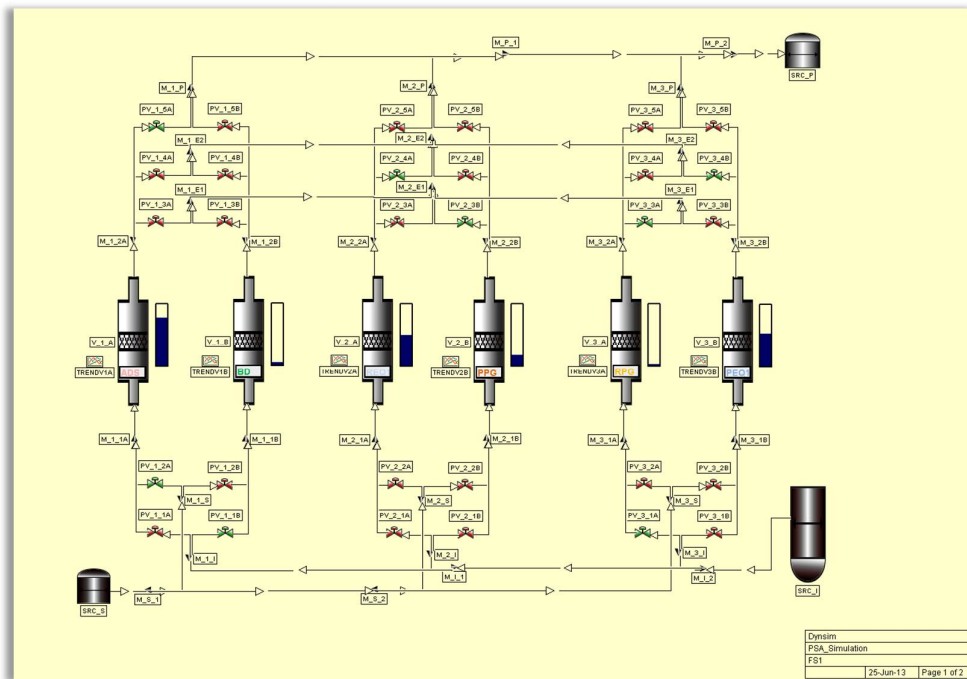 M_P_1
M_P_2
SRC_P
M_1_P
M_2_P
M_3_P
PV_1_5A
PV_1_5B
PV_2_5A
PV_2_5B
PV_3_5A
PV_3_5B
M_1_E2
M_2_E2
M_3_E2
PV_1_4A
PV_1_4B
PV_2_4A
PV_2_4B
PV_3_4A
PV_3_4B
M_1_E1
M_2_E1
M_3_E1
PV_1_3A
PV_1_3B
PV_2_3A
PV_2_3B
PV_3_3A
PV_3_3B
M_1_2A
M_1_2B
M_2_2A
M_2_2B
M_3_2A
M_3_2B
V_1_A
V_1_B
V_2_A
V_2_B
V_3_A
V_3_B
TRENDV1A
ADS
TRENDV1B
BD
TRENDV2A
TRENDV2B
PPG
TRENDV3A
RPG
TRENDV3B
PEQ1
M_1_1A
M_1_1B
M_2_1A
M_2_1B
M_3_1A
M_3_1B
PV_1_2A
PV_1_2B
PV_2_2A
PV_2_2B
PV_3_2A
PV_3_2B
M_1_S
M_2_S
M_3_S
PV_1_1A
PV_1_1B
PV_2_1A
PV_2_1B
PV_3_1A
PV_3_1B
M_1_I
M_2_I
M_3_I
M_I_1
M_I_2
SRC_I
SRC_S
M_S_1
M_S_2
Dynsim
PSA_Simulation
FS1
25-Jun-13 Page 1 of 2